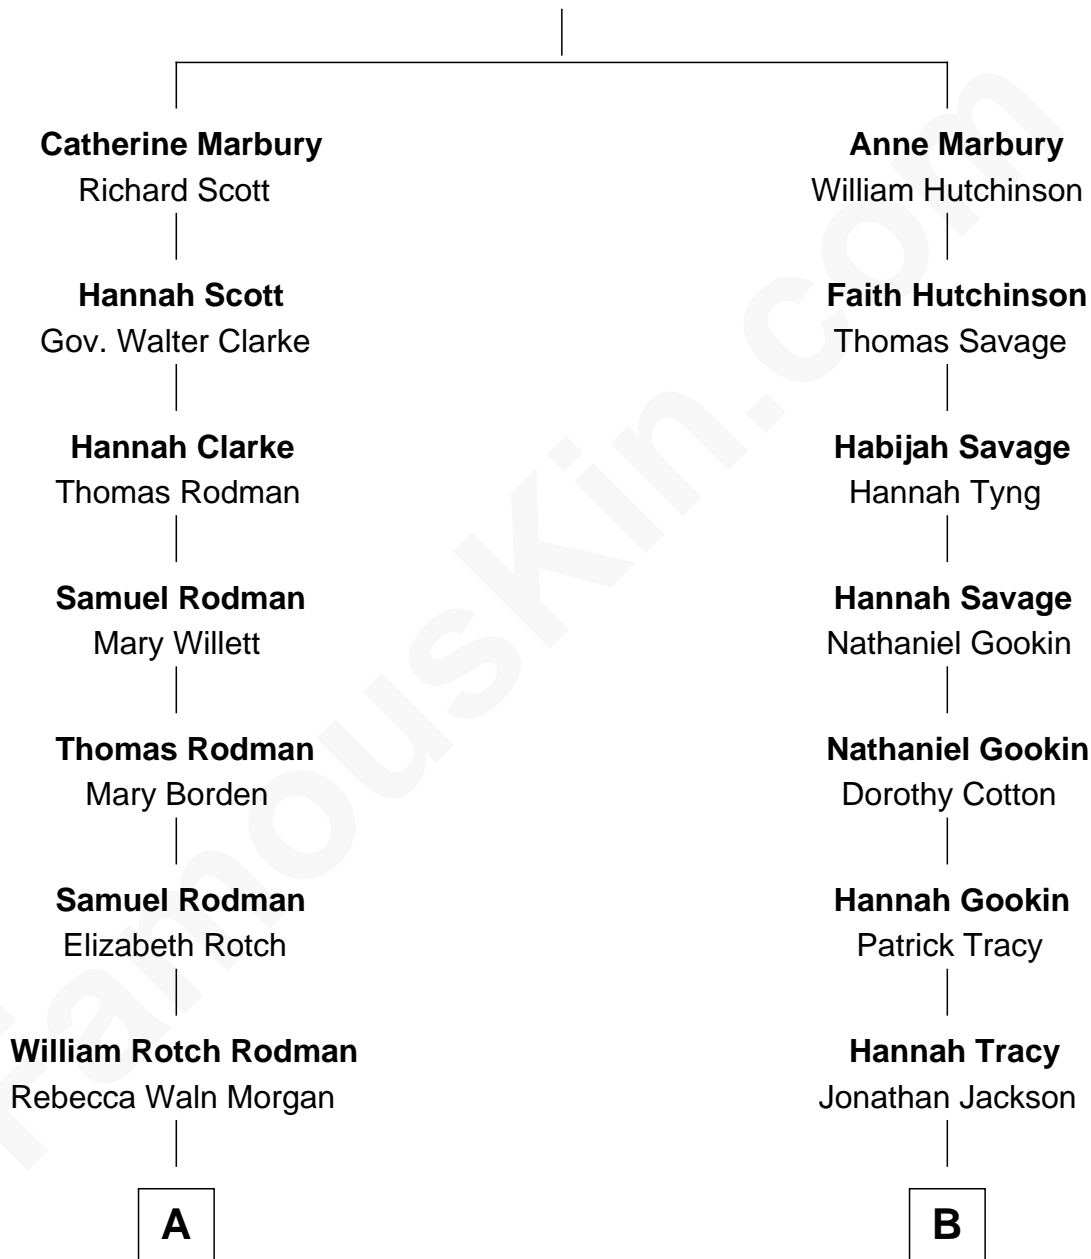 Catherine Marbury
Richard Scott
Hannah Scott
Gov. Walter Clarke
Hannah Clarke
Thomas Rodman
Samuel Rodman
Mary Willett
Thomas Rodman
Mary Borden
Samuel Rodman
Elizabeth Rotch
William Rotch Rodman
Rebecca Waln Morgan
A
Anne Marbury
William Hutchinson
Faith Hutchinson
Thomas Savage
Habijah Savage
Hannah Tyng
Hannah Savage
Nathaniel Gookin
Nathaniel Gookin
Dorothy Cotton
Hannah Gookin
Patrick Tracy
Hannah Tracy
Jonathan Jackson
B
FamousKin.com